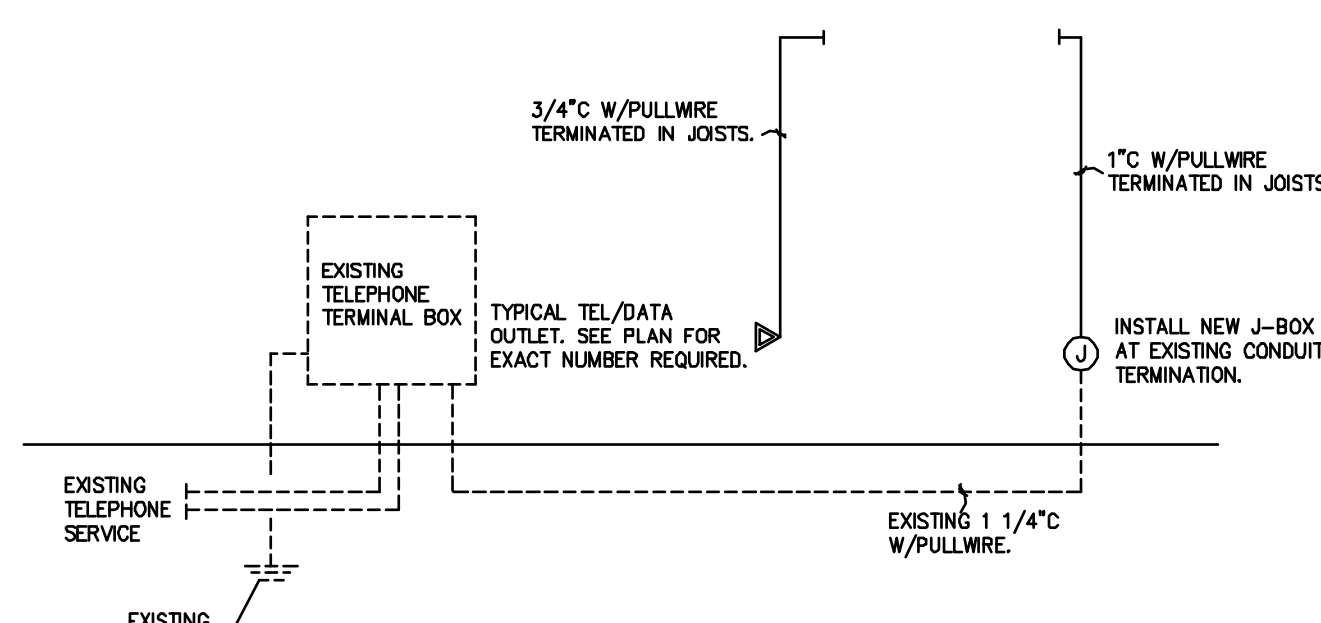 3/4"C W/PULLWIRE
TERMINATED IN JOISTS.
1"C W/PULLWIRE
TERMINATED IN JOISTS
EXISTING
TELEPHONE
TERMINAL BOX
TYPICAL TEL/DATA
OUTLET. SEE PLAN FOR
EXACT NUMBER REQUIRED.
J
INSTALL NEW J-BOX
AT EXISTING CONDUIT
TERMINATION.
EXISTING
TELEPHONE
SERVICE
EXISTING 1 1/4"C
W/PULLWIRE.
EXISTING